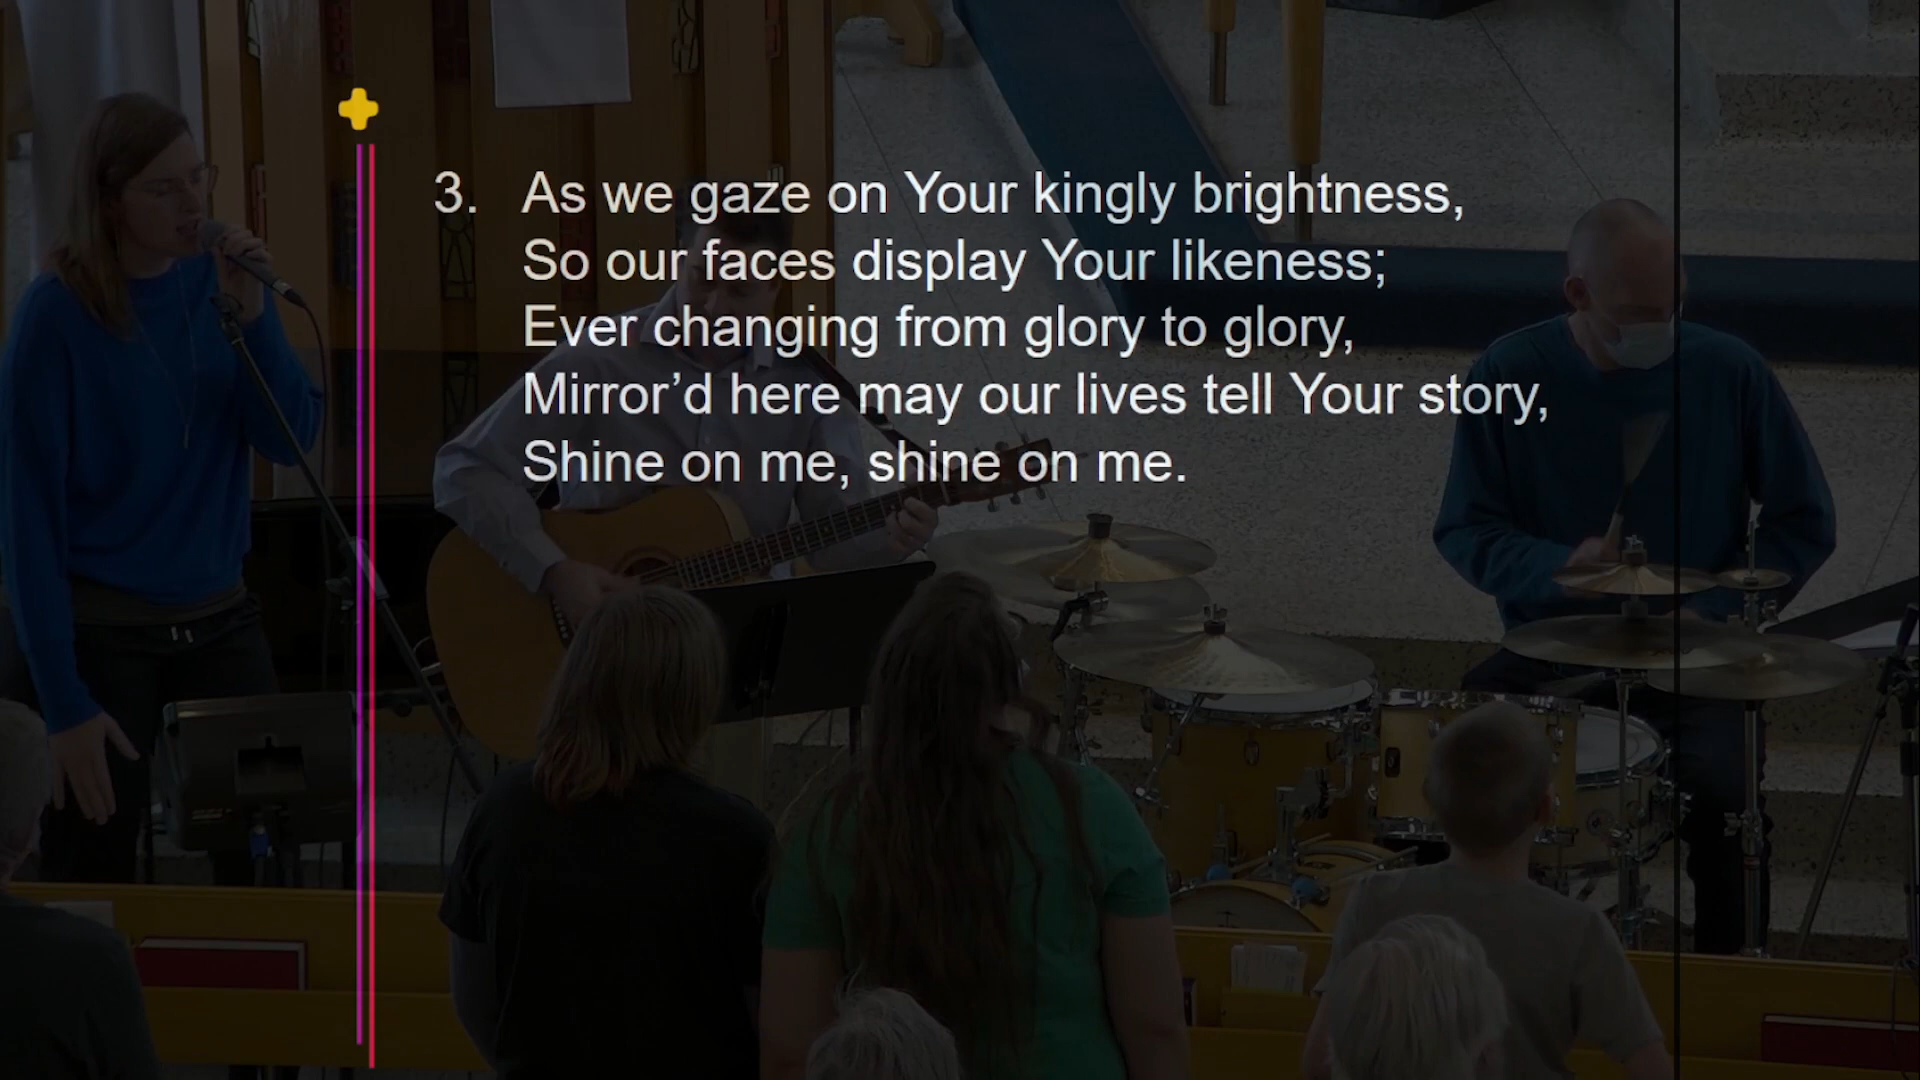 3. As we gaze on Your kingly brightness,
So our faces display Your likeness;
Ever changing from glory to glory,
Mirror’d here may our lives tell Your story,
Shine on me, shine on me.